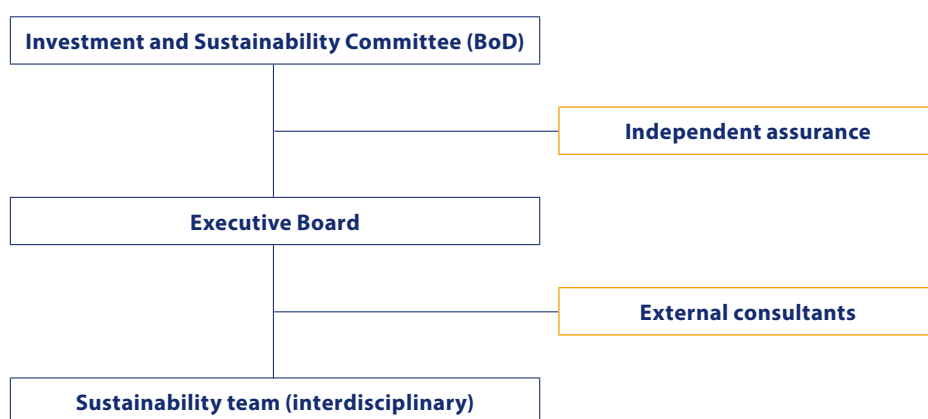 Investment and Sustainability Committee (BoD)
Independent assurance
Executive Board
External consultants
Sustainability team (interdisciplinary)